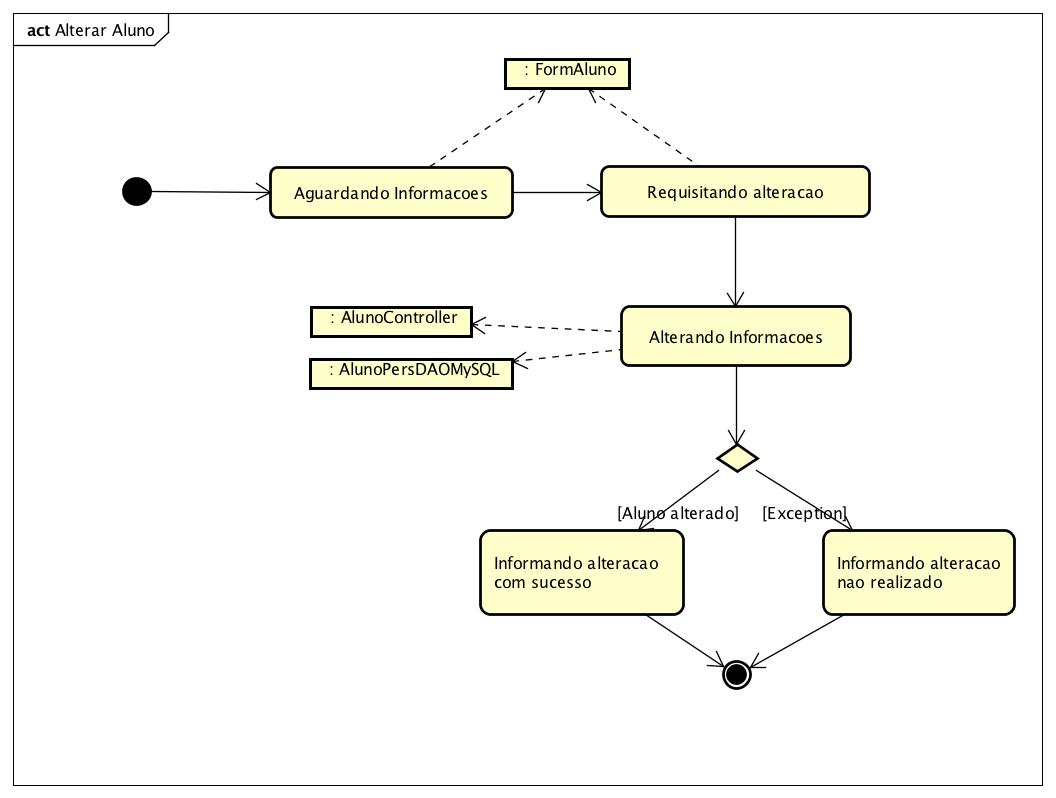 act Alterar Aluno
: FormAluno
Aguardando Informacoes
Requisitando alteracao
: AlunoController
Alterando Informacoes
: AlunoPersDAOMySQL
[Aluno alterado]
[Exception]
Informando alteracao
com sucesso
Informando alteracao
nao realizado